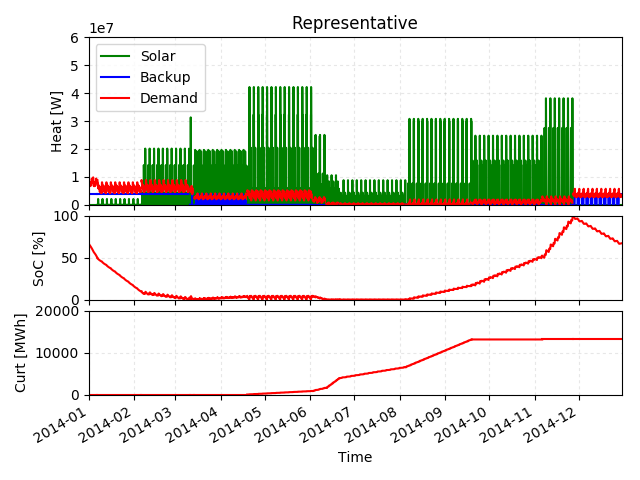 Representative
1e7
6
5
4
3
2
1
0
Heat [W]
Solar
Backup
Demand
100
50
0
SoC [%]
20000
10000
0
Curt [MWh]
2014-01
2014-02
2014-03
2014-04
2014-05
2014-06
2014-07
2014-08
2014-09
2014-10
2014-11
2014-12
Time